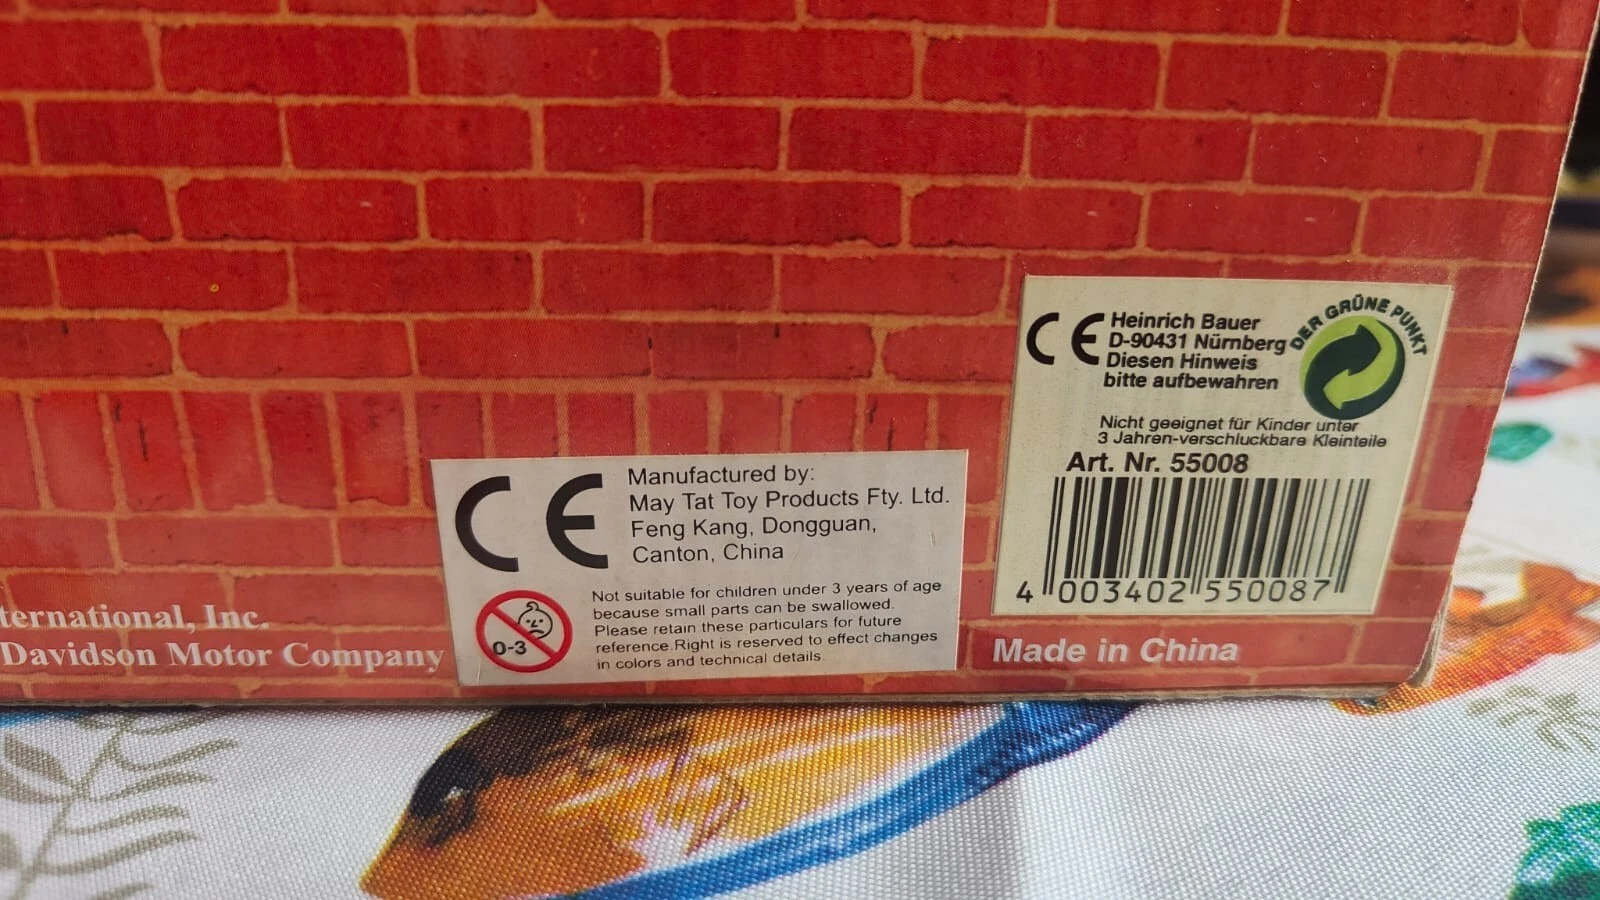 ternational, Inc.
Davidson Motor Company
CE
Manufactured by:
May Tat Toy Products Fty. Ltd.
Feng Kang, Dongguan,
Canton, China
0-3
Not suitable for children under 3 years of age
because small parts can be swallowed.
Please retain these particulars for future
reference.Right is reserved to effect changes
in colors and technical details.
CE
Heinrich Bauer
D-90431 Nürnberg
Diesen Hinweis
bitte aufbewahren
DER GRÜNE PUNKT
Nicht geeignet für Kinder unter
3 Jahren-verschluckbare Kleinteile
Art. Nr. 55008
4 003402 550087
Made in China